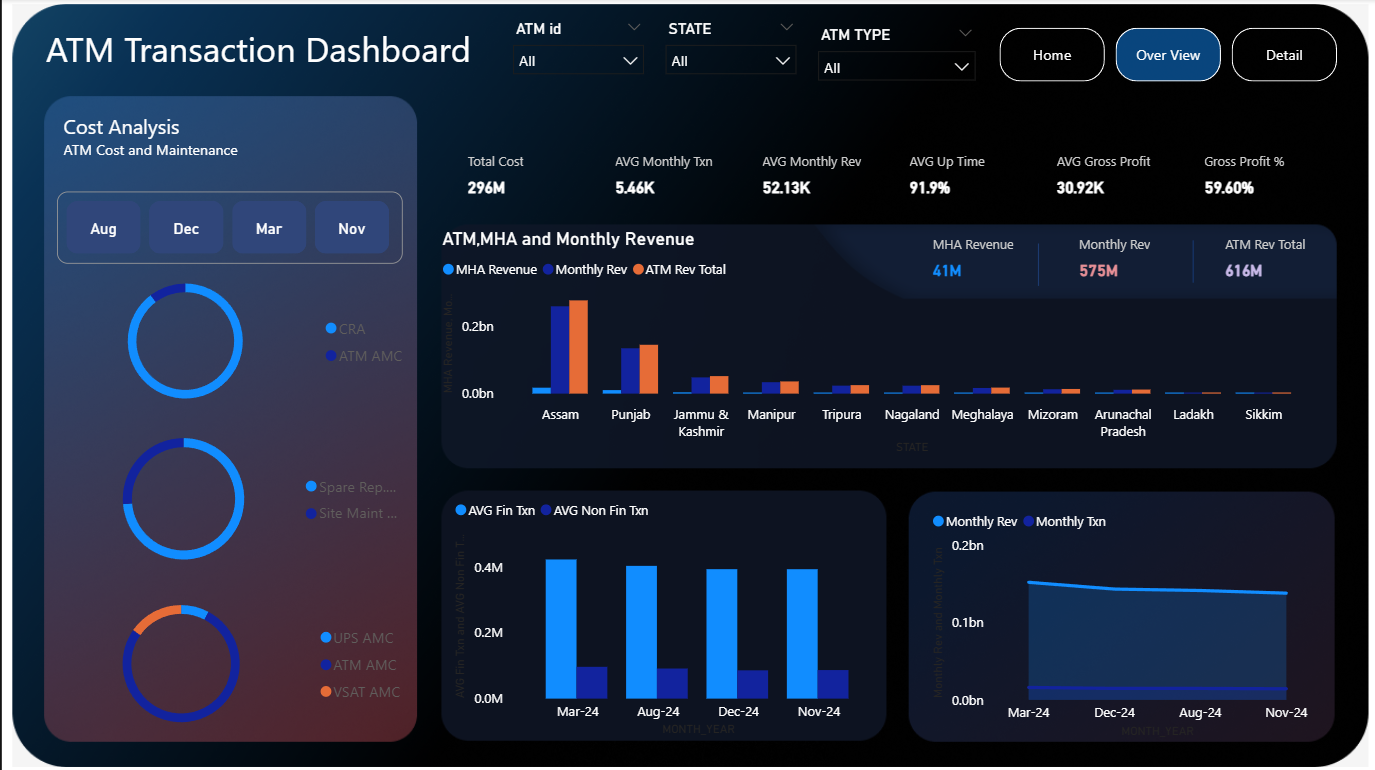 ATM Transaction Dashboard
ATM id
All
STATE
All
ATM TYPE
All
Home
Over View
Detail
Cost Analysis
ATM Cost and Maintenance
Aug Dec Mar Nov
CRA
ATM AMC
Spare Rep....
Site Maint ...
UPS AMC
ATM AMC
VSAT AMC
Total Cost
296M
AVG Monthly Txn
5.46K
AVG Monthly Rev
52.13K
AVG Up Time
91.9%
AVG Gross Profit
30.92K
Gross Profit %
59.60%
ATM,MHA and Monthly Revenue
MHA Revenue Monthly Rev ATM Rev Total
MHA Revenue
41M
Monthly Rev
575M
ATM Rev Total
616M
MHA Revenue, Mo...
0.2bn
0.0bn
Assam
Punjab
Jammu &
Kashmir
Manipur
Tripura
Nagaland
Meghalaya
Mizoram
Arunachal
Pradesh
Ladakh
Sikkim
STATE
AVG Fin Txn AVG Non Fin Txn
AVG Fin Txn and AVG Non Fin T...
0.4M
0.2M
0.0M
Mar-24 Aug-24 Dec-24 Nov-24
MONTH_YEAR
Monthly Rev Monthly Txn
Monthly Rev and Monthly Txn
0.2bn
0.1bn
0.0bn
Mar-24 Dec-24 Aug-24 Nov-24
MONTH_YEAR